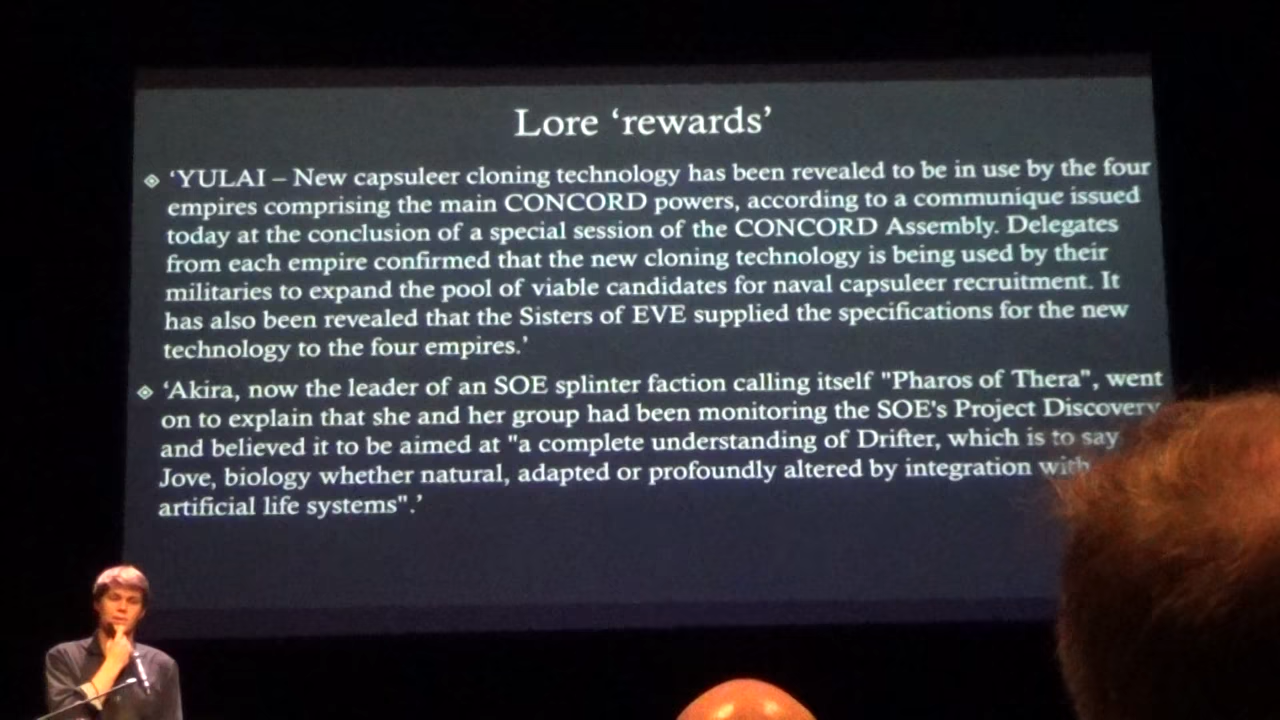 Lore ‘rewards’
‘YULAI – New capsuleer cloning technology has been revealed to be in use by the four
empires comprising the main CONCORD powers, according to a communique issued
today at the conclusion of a special session of the CONCORD Assembly. Delegates
from each empire confirmed that the new cloning technology is being used by their
militaries to expand the pool of viable candidates for naval capsuleer recruitment. It
has also been revealed that the Sisters of EVE supplied the specifications for the new
technology to the four empires.’
‘Akira, now the leader of an SOE splinter faction calling itself "Pharos of Thera", went
on to explain that she and her group had been monitoring the SOE's Project Discovery
and believed it to be aimed at "a complete understanding of Drifter, which is to say
Jove, biology whether natural, adapted or profoundly altered by integration with
artificial life systems".’